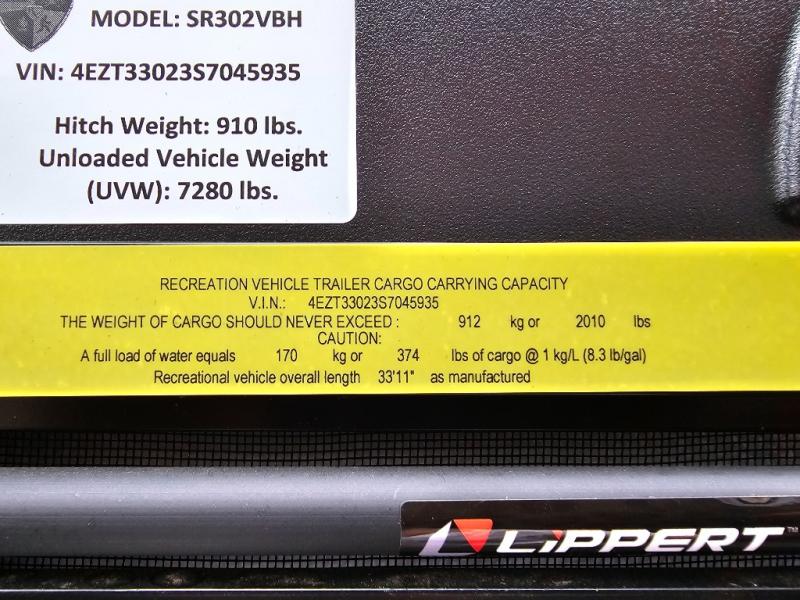 MODEL: SR302VBH
VIN: 4EZT33023S7045935
Hitch Weight: 910 lbs.
Unloaded Vehicle Weight
(UVW): 7280 lbs.
RECREATION VEHICLE TRAILER CARGO CARRYING CAPACITY
V.I.N.: 4EZT33023S7045935
THE WEIGHT OF CARGO SHOULD NEVER EXCEED : 912 kg or 2010 lbs
CAUTION:
A full load of water equals 170 kg or 374 lbs of cargo @ 1 kg/L (8.3 lb/gal)
Recreational vehicle overall length 33'11" as manufactured
LiPPERT™